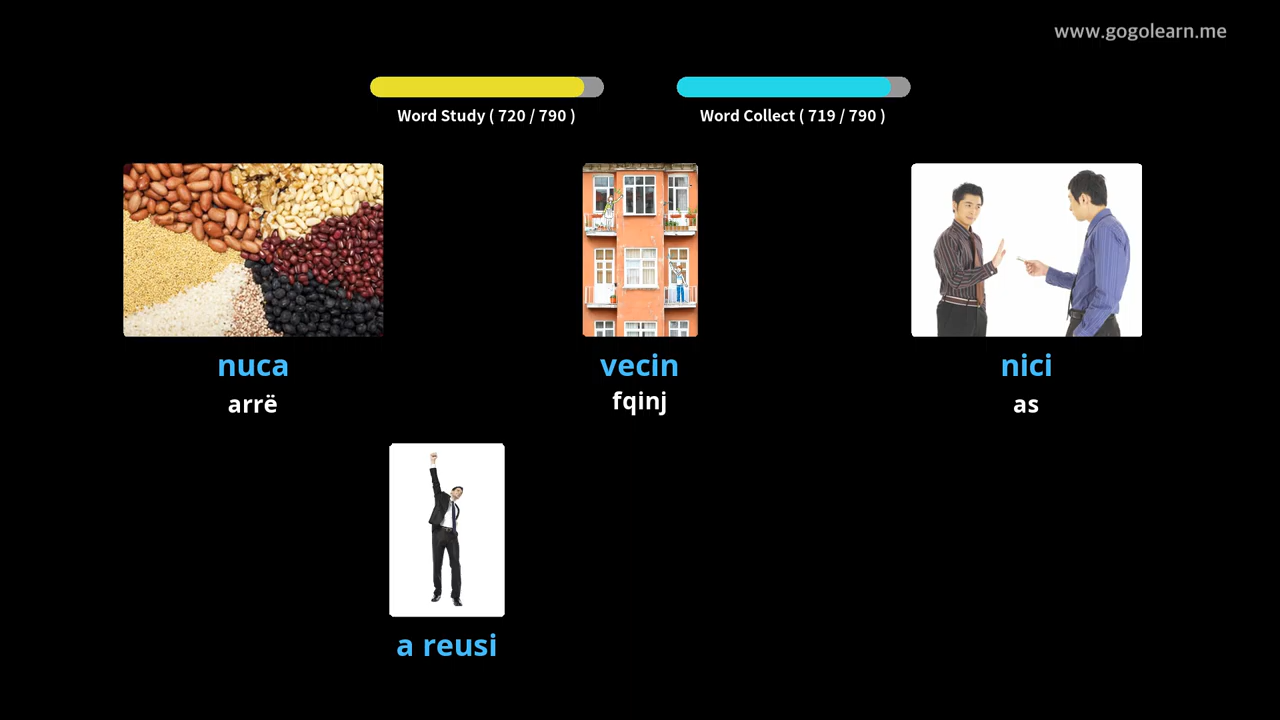 www.gogolearn.me
Word Study ( 720 / 790 )
Word Collect ( 719 / 790 )
nuca
arrë
vecin
fqinj
nici
as
a reusi